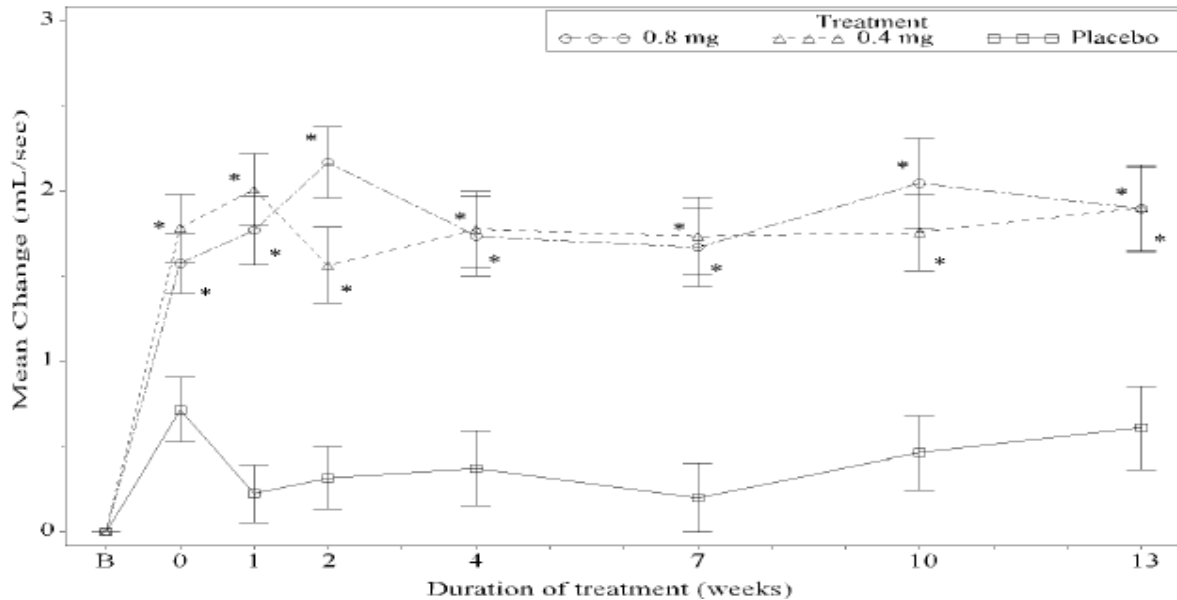 Treatment
0.8 mg 0.4 mg Placebo
Mean Change (mL/sec)
3
2
1
0
* * * * * * *
* * * * * * *
B 0 1 2 4 7 10 13
Duration of treatment (weeks)